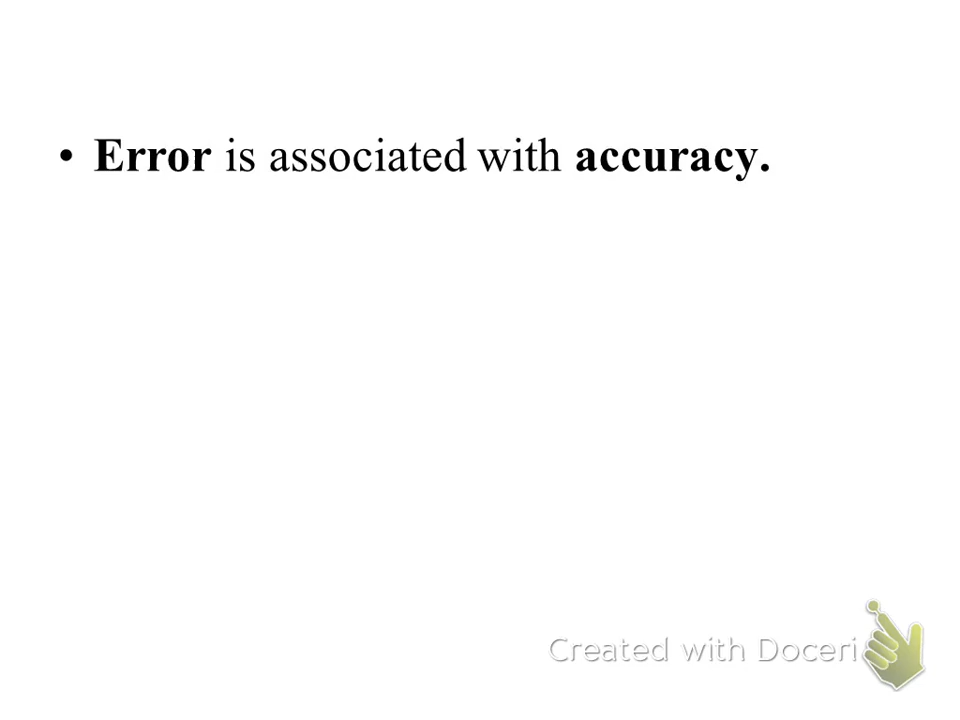 • Error is associated with accuracy.
Created with Doceri